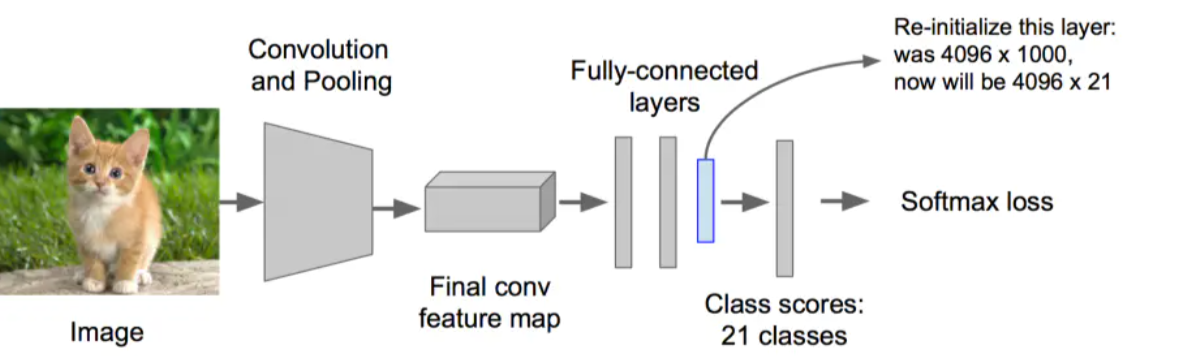 Image
Convolution
and Pooling
Final conv
feature map
Fully-connected
layers
Re-initialize this layer:
was 4096 x 1000,
now will be 4096 x 21
Class scores:
21 classes
Softmax loss